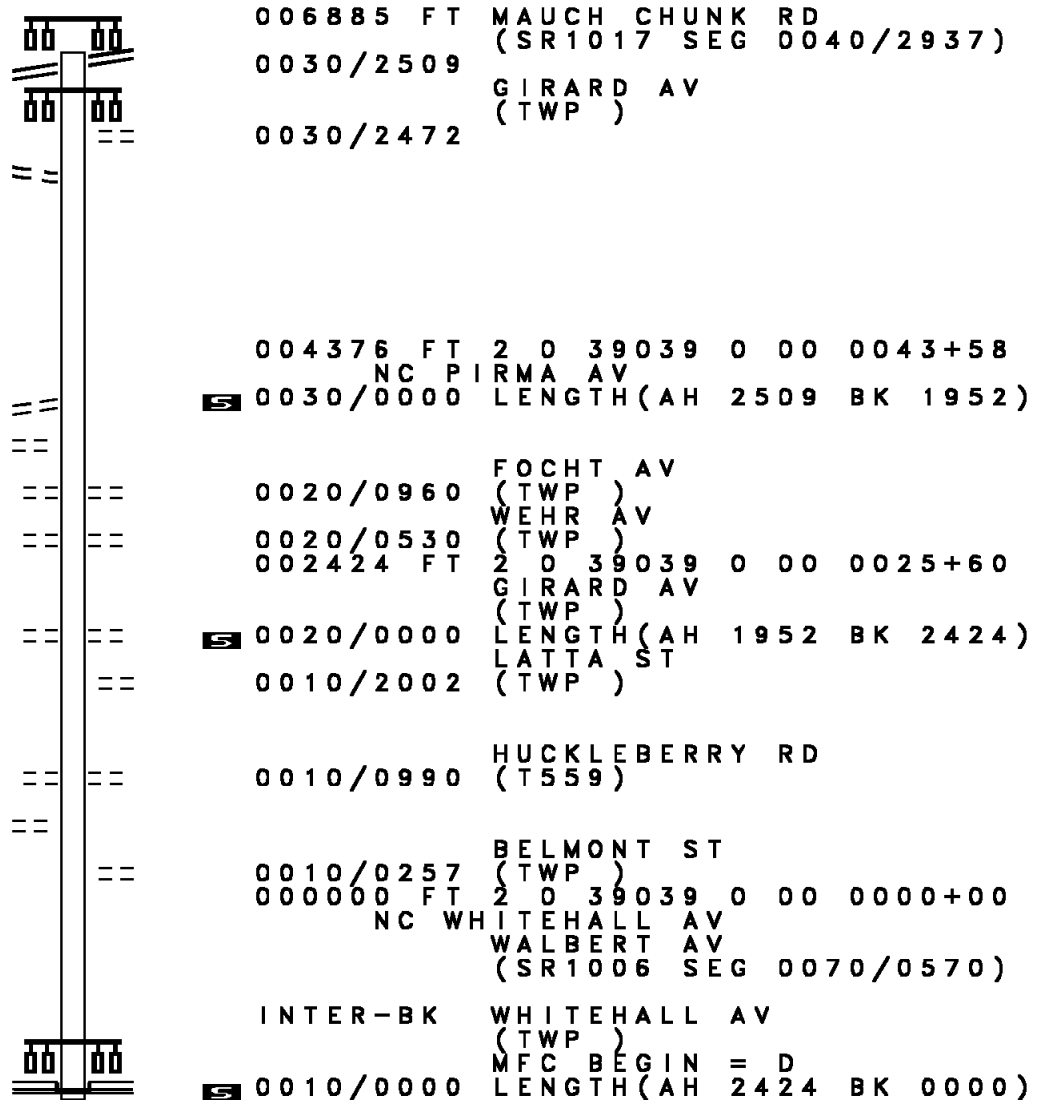 006885 FT MAUCH CHUNK RD
(SR1017 SEG 0040/2937)
0030/2509
GIRARD AV
(TWP )
0030/2472
004376 FT 2 0 39039 0 00 0043+58
NC PIRMA AV
S 0030/0000 LENGTH(AH 2509 BK 1952)
FOCHT AV
0020/0960 (TWP )
WEHR AV
0020/0530 (TWP )
002424 FT 2 0 39039 0 00 0025+60
GIRARD AV
(TWP )
S 0020/0000 LENGTH(AH 1952 BK 2424)
LATTA ST
0010/2002 (TWP )
HUCKLEBERRY RD
0010/0990 (T559)
BELMONT ST
0010/0257 (TWP )
000000 FT 2 0 39039 0 00 0000+00
NC WHITEHALL AV
WALBERT AV
(SR1006 SEG 0070/0570)
INTER-BK WHITEHALL AV
(TWP )
MFC BEGIN = D
S 0010/0000 LENGTH(AH 2424 BK 0000)